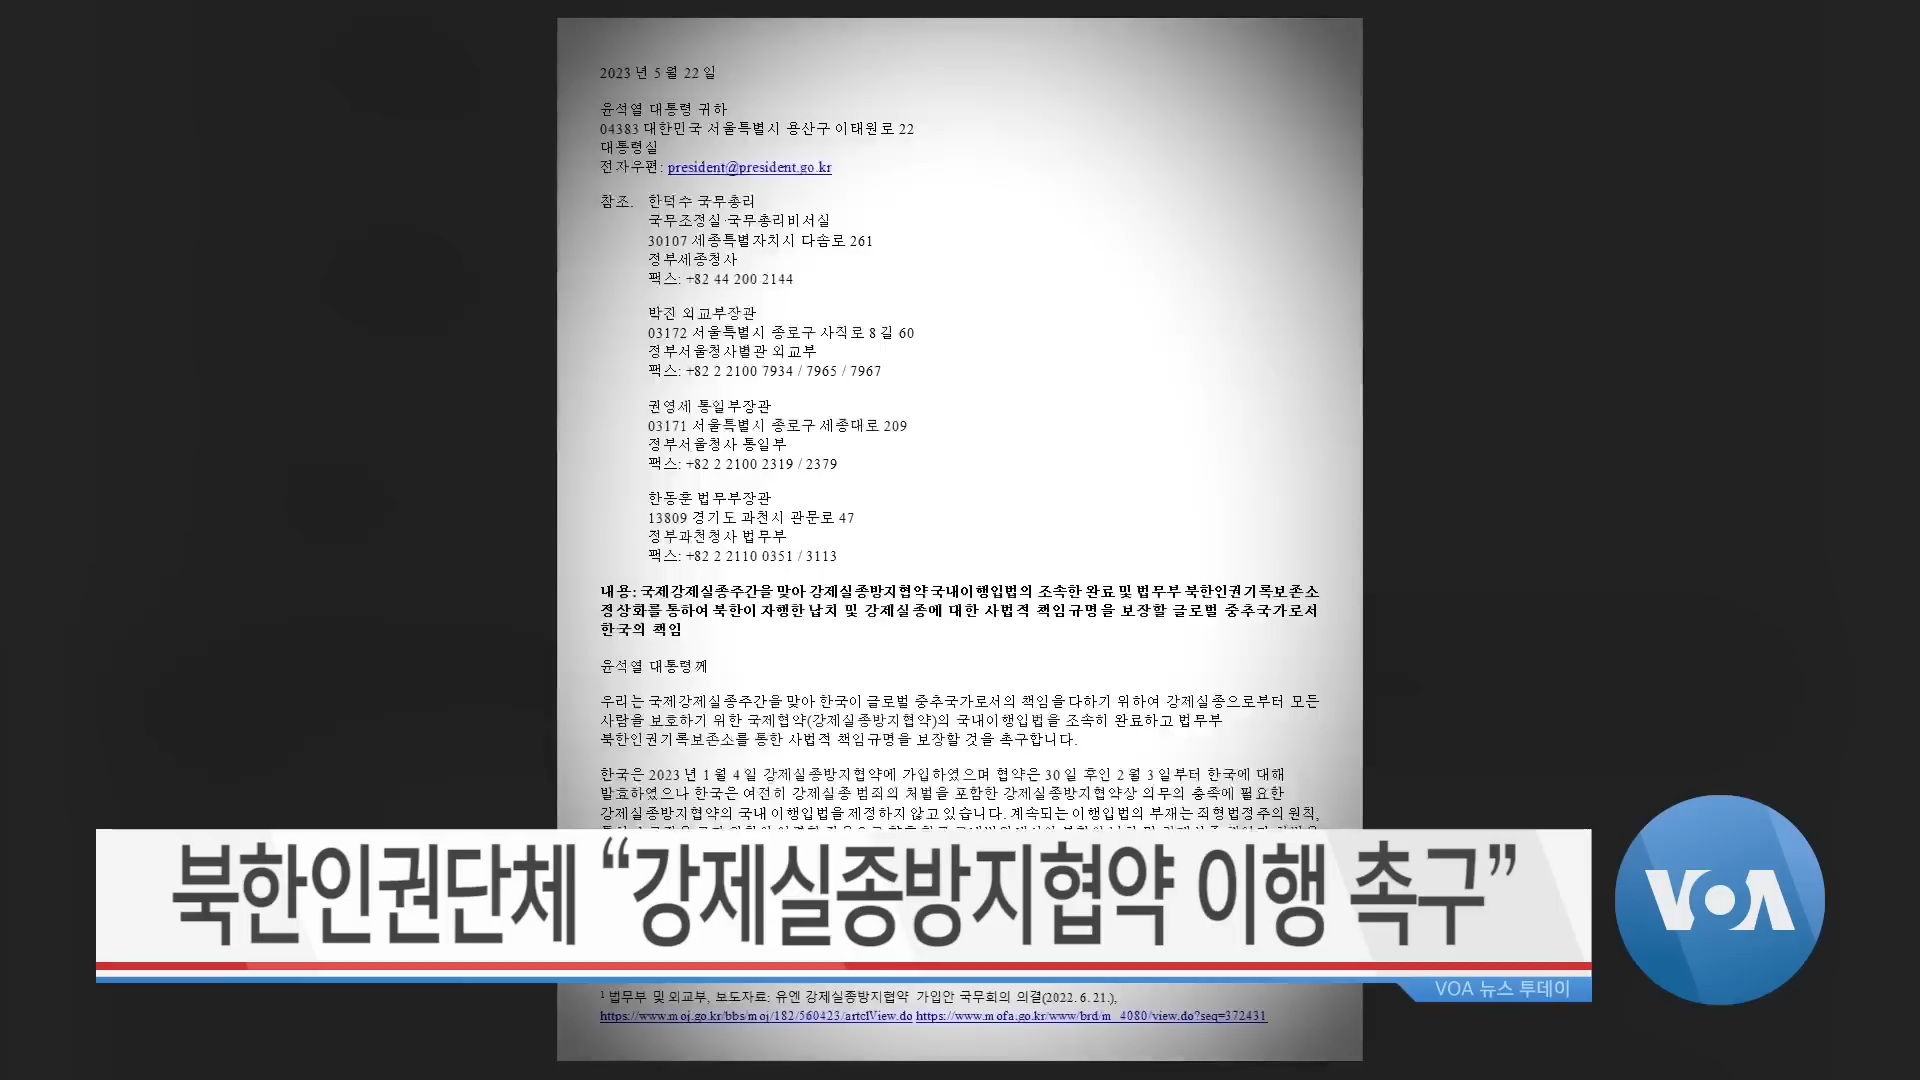 2023 년 5 월 22 일
윤석열 대통령 귀하
04383 대한민국 서울특별시 용산구 이태원로 22
대통령실
전자우편: president@president.go.kr
참조. 한덕수 국무총리
국무조정실·국무총리비서실
30107 세종특별자치시 다솜로 261
정부세종청사
팩스: +82 44 200 2144
박진 외교부장관
03172 서울특별시 종로구 사직로 8 길 60
정부서울청사별관 외교부
팩스: +82 2 2100 7934 / 7965 / 7967
권영세 통일부장관
03171 서울특별시 종로구 세종대로 209
정부서울청사 통일부
팩스: +82 2 2100 2319 / 2379
한동훈 법무부장관
13809 경기도 과천시 관문로 47
정부과천청사 법무부
팩스: +82 2 2110 0351 / 3113
내용: 국제강제실종주간을 맞아 강제실종방지협약 국내이행입법의 조속한 완료 및 법무부 북한인권기록보존소
정상화를 통하여 북한이 자행한 납치 및 강제실종에 대한 사법적 책임규명을 보장할 글로벌 중추국가로서
한국의 책임
윤석열 대통령께
우리는 국제강제실종주간을 맞아 한국이 글로벌 중추국가로서의 책임을 다하기 위하여 강제실종으로부터 모든
사람을 보호하기 위한 국제협약(강제실종방지협약)의 국내이행입법을 조속히 완료하고 법무부
북한인권기록보존소를 통한 사법적 책임규명을 보장할 것을 촉구합니다.
한국은 2023 년 1 월 4 일 강제실종방지협약에 가입하였으며 협약은 30 일 후인 2 월 3 일부터 한국에 대해
발효하였으나 한국은 여전히 강제실종 범죄의 처벌을 포함한 강제실종방지협약상 의무의 충족에 필요한
강제실종방지협약의 국내 이행입법을 제정하지 않고 있습니다. 계속되는 이행입법의 부재는 죄형법정주의 원칙,
북한인권단체 “강제실종방지협약 이행 촉구”
VOA
VOA 뉴스 투데이
1 법무부 및 외교부, 보도자료: 유엔 강제실종방지협약 가입안 국무회의 의결(2022. 6. 21.),
https://www.moj.go.kr/bbs/moj/182/560423/artclView.do https://www.mofa.go.kr/www/brd/m_4080/view.do?seq=372431